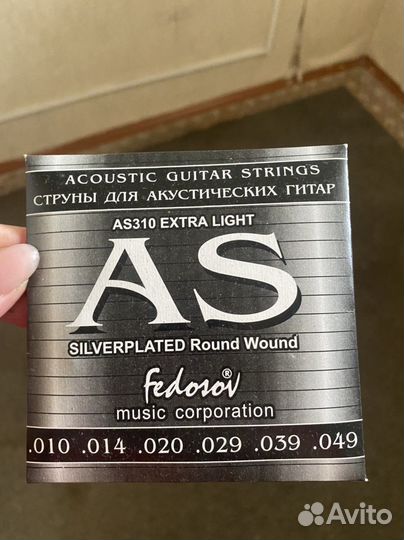 ACOUSTIC GUITAR STRINGS
СТРУНЫ ДЛЯ АКУСТИЧЕСКИХ ГИТАР
AS310 EXTRA LIGHT
AS
SILVERPLATED Round Wound
fedosov®
music corporation
.010 .014 .020 .029 .039 .049
Avito